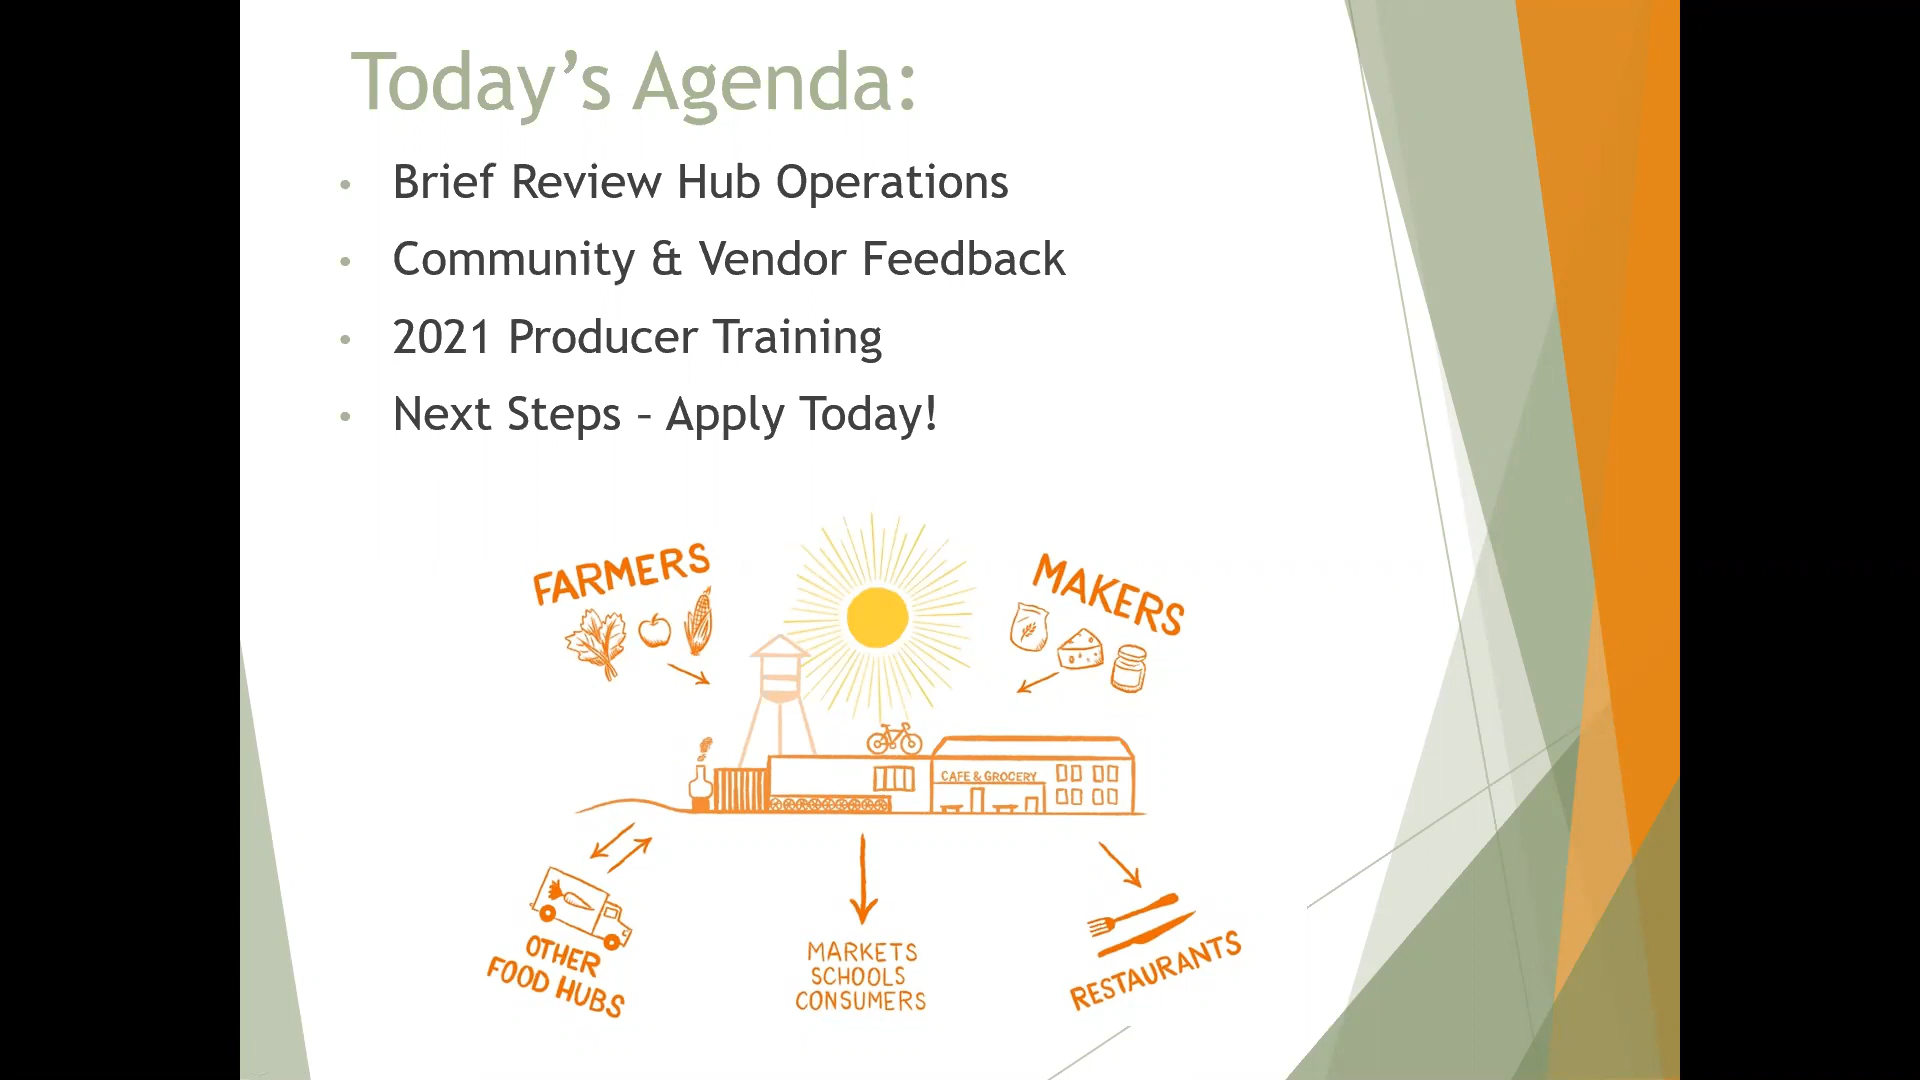 Today’s Agenda:
• Brief Review Hub Operations
• Community & Vendor Feedback
• 2021 Producer Training
• Next Steps – Apply Today!
FARMERS
MAKERS
CAFE & GROCERY
OTHER
FOOD HUBS
MARKETS
SCHOOLS
CONSUMERS
RESTAURANTS